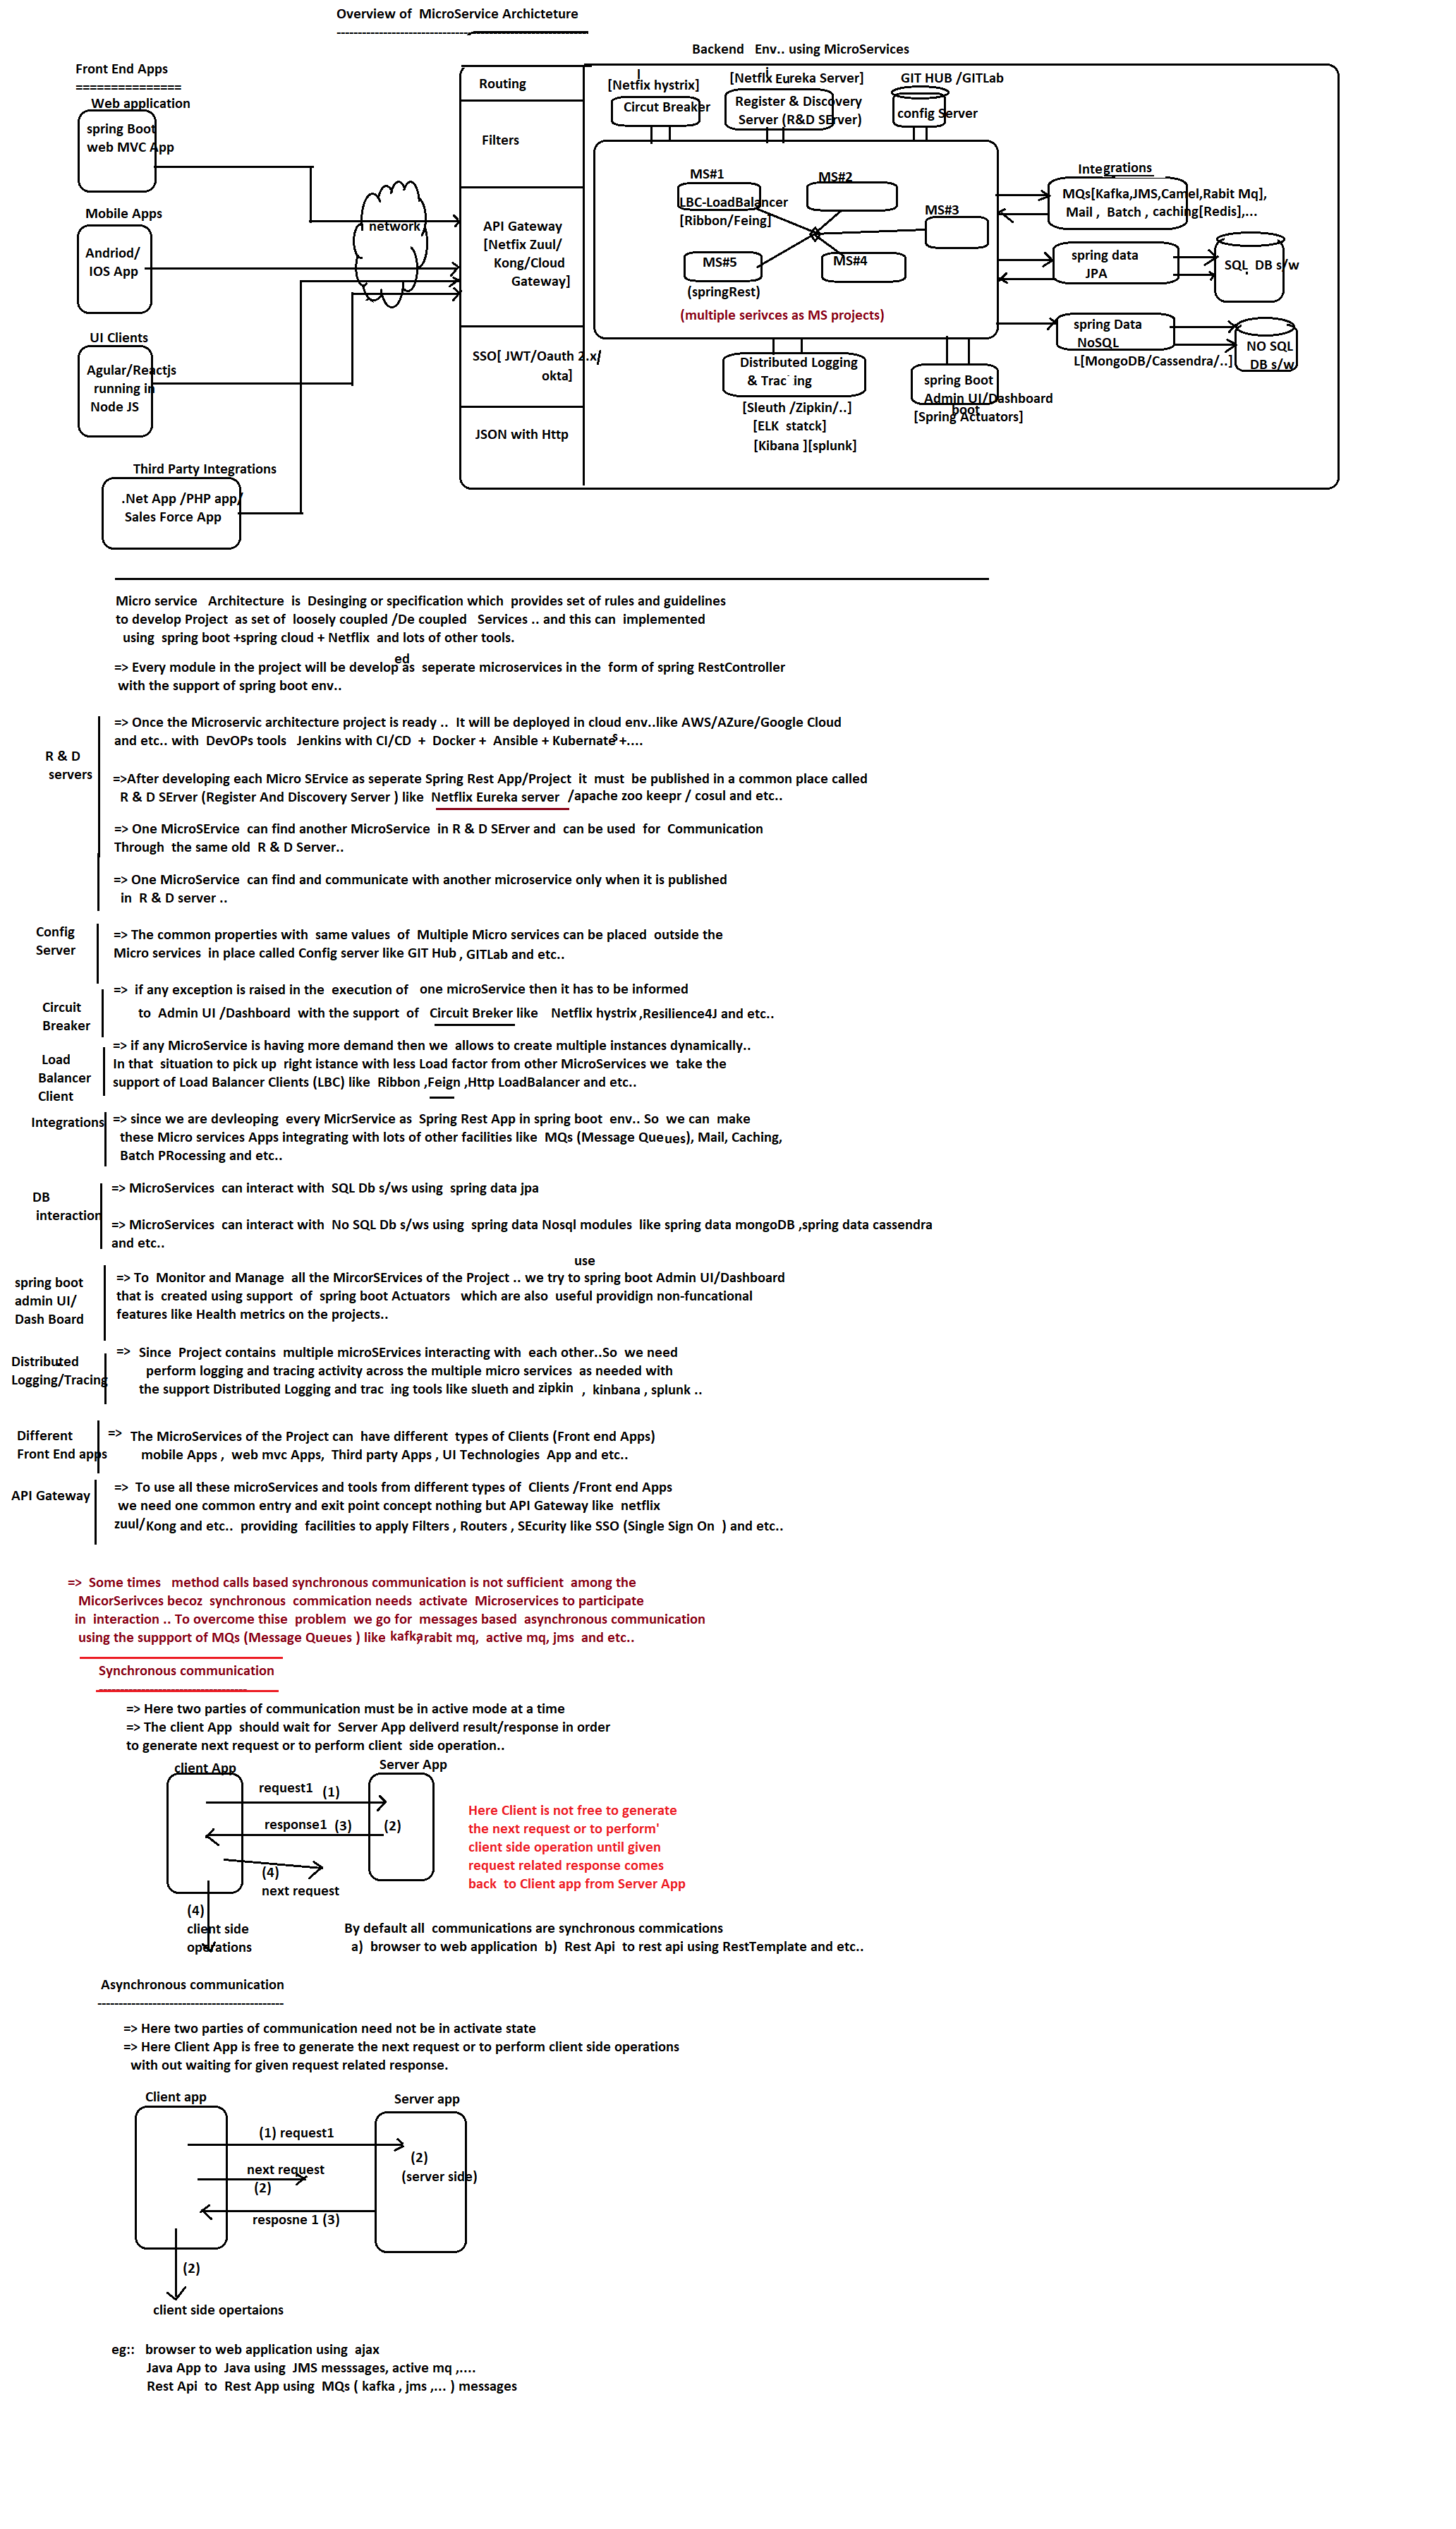 Overview of MicroService Archicteture
Backend Env.. using MicroServices
Front End Apps
===============
Web application
spring Boot
web MVC App
Mobile Apps
Andriod/
IOS App
UI Clients
Agular/Reactjs
running in
Node JS
Third Party Integrations
.Net App /PHP app/
Sales Force App
network
Routing
Filters
API Gateway
[Netfix Zuul/
Kong/Cloud
Gateway]
SSO[ JWT/Oauth 2.x/
okta]
JSON with Http
[Netfix hystrix]
l
Circut Breaker
[Netflx Eureka Server]
i
Register & Discovery
Server (R&D SErver)
GIT HUB /GITLab
config Server
MS#1
LBC-LoadBalancer
[Ribbon/Feing]
MS#2
MS#3
MS#5
MS#4
(springRest)
(multiple serivces as MS projects)
Integrations
MQs[Kafka,JMS,Camel,Rabit Mq],
Mail , Batch , caching[Redis],...
spring data
JPA
SQL DB s/w
spring Data
NoSQL
L[MongoDB/Cassendra/..]
NO SQL
DB s/w
Distributed Logging
& Trac ing
[Sleuth /Zipkin/..]
[ELK statck]
[Kibana ][splunk]
spring Boot
Admin UI/Dashboard
boot
[Spring Actuators]
Micro service Architecture is Desinging or specification which provides set of rules and guidelines
to develop Project as set of loosely coupled /De coupled Services .. and this can implemented
using spring boot +spring cloud + Netflix and lots of other tools.
ed
=> Every module in the project will be develop as seperate microservices in the form of spring RestController
with the support of spring boot env..
R & D
servers
=> Once the Microservic architecture project is ready .. It will be deployed in cloud env..like AWS/AZure/Google Cloud
and etc.. with DevOPs tools Jenkins with CI/CD + Docker + Ansible + Kubernates +....
=>After developing each Micro SErvice as seperate Spring Rest App/Project it must be published in a common place called
R & D SErver (Register And Discovery Server ) like Netflix Eureka server /apache zoo keepr / cosul and etc..
=> One MicroSErvice can find another MicroService in R & D SErver and can be used for Communication
Through the same old R & D Server..
=> One MicroService can find and communicate with another microservice only when it is published
in R & D server ..
Config
Server
=> The common properties with same values of Multiple Micro services can be placed outside the
Micro services in place called Config server like GIT Hub , GITLab and etc..
Circuit
Breaker
=> if any exception is raised in the execution of one microService then it has to be informed
to Admin UI /Dashboard with the support of Circuit Breker like Netflix hystrix ,Resilience4J and etc..
Load
Balancer
Client
=> if any MicroService is having more demand then we allows to create multiple instances dynamically..
In that situation to pick up right istance with less Load factor from other MicroServices we take the
support of Load Balancer Clients (LBC) like Ribbon ,Feign ,Http LoadBalancer and etc..
Integrations
=> since we are devleoping every MicrService as Spring Rest App in spring boot env.. So we can make
these Micro services Apps integrating with lots of other facilities like MQs (Message Queues), Mail, Caching,
Batch PRocessing and etc..
DB
interaction
=> MicroServices can interact with SQL Db s/ws using spring data jpa
=> MicroServices can interact with No SQL Db s/ws using spring data Nosql modules like spring data mongoDB ,spring data cassendra
and etc..
use
spring boot
admin UI/
Dash Board
=> To Monitor and Manage all the MircorSErvices of the Project .. we try to spring boot Admin UI/Dashboard
that is created using support of spring boot Actuators which are also useful providign non-funcational
features like Health metrics on the projects..
Distributed
Logging/Tracing
=> Since Project contains multiple microSErvices interacting with each other..So we need
perform logging and tracing activity across the multiple micro services as needed with
the support Distributed Logging and trac ing tools like slueth and zipkin , kinbana , splunk ..
Different
Front End apps
=> The MicroServices of the Project can have different types of Clients (Front end Apps)
mobile Apps , web mvc Apps, Third party Apps , UI Technologies App and etc..
API Gateway
=> To use all these microServices and tools from different types of Clients /Front end Apps
we need one common entry and exit point concept nothing but API Gateway like netflix
zuul/Kong and etc.. providing facilities to apply Filters , Routers , SEcurity like SSO (Single Sign On ) and etc..
=> Some times method calls based synchronous communication is not sufficient among the
MicorSerivces becoz synchronous commication needs activate Microservices to participate
in interaction .. To overcome thise problem we go for messages based asynchronous communication
using the suppport of MQs (Message Queues ) like kafka,rabit mq, active mq, jms and etc..
Synchronous communication
=> Here two parties of communication must be in active mode at a time
=> The client App should wait for Server App deliverd result/response in order
to generate next request or to perform client side operation..
client App
Server App
request1 (1)
response1 (3)
(2)
(4)
next request
(4)
client side
operations
Here Client is not free to generate
the next request or to perform'
client side operation until given
request related response comes
back to Client app from Server App
By default all communications are synchronous commications
a) browser to web application b) Rest Api to rest api using RestTemplate and etc..
Asynchronous communication
--------------------------------------------
=> Here two parties of communication need not be in activate state
=> Here Client App is free to generate the next request or to perform client side operations
with out waiting for given request related response.
Client app
Server app
(1) request1
(2)
(server side)
next request
(2)
resposne 1 (3)
(2)
client side opertaions
eg:: browser to web application using ajax
Java App to Java using JMS messsages, active mq ,....
Rest Api to Rest App using MQs ( kafka , jms ,... ) messages